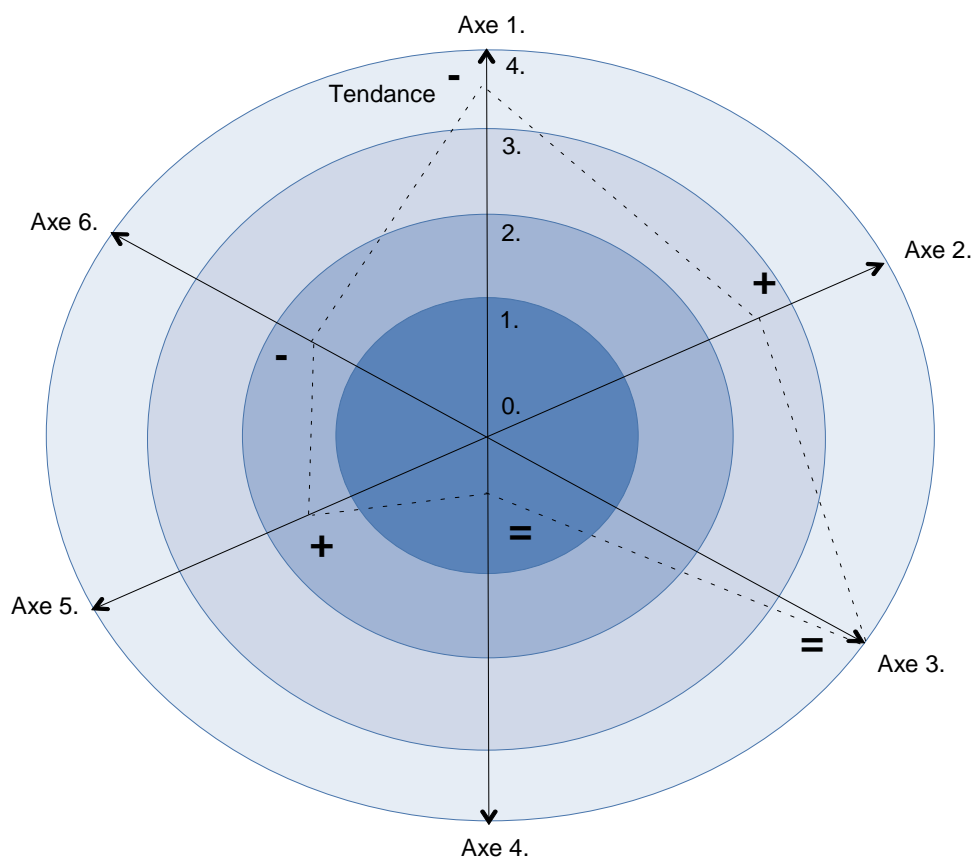 Axe 1.
4.
-
Tendance
3.
Axe 6.
2.
Axe 2.
+
1.
-
0.
=
+
Axe 5.
=
Axe 3.
Axe 4.